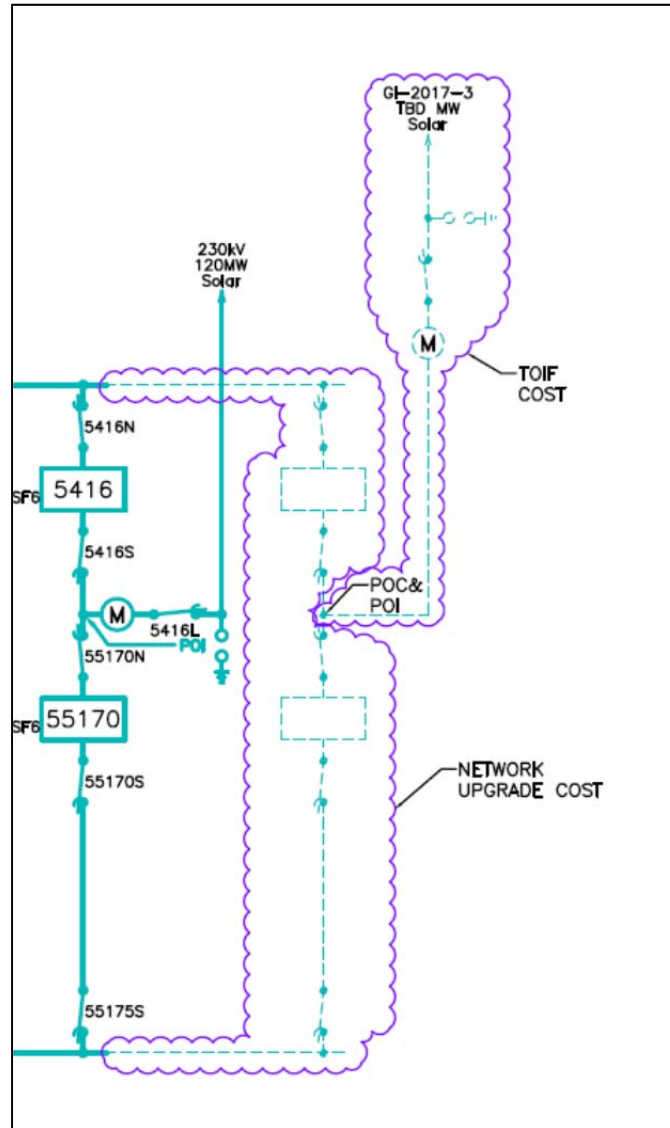 GI-2017-3
TBD MW
Solar
230kV
120MW
Solar
M
TOIF
COST
5416N
SF6
5416
5416S
POC&
POI
M
5416L
POI
55170N
SF6
55170
55170S
NETWORK
UPGRADE COST
55175S